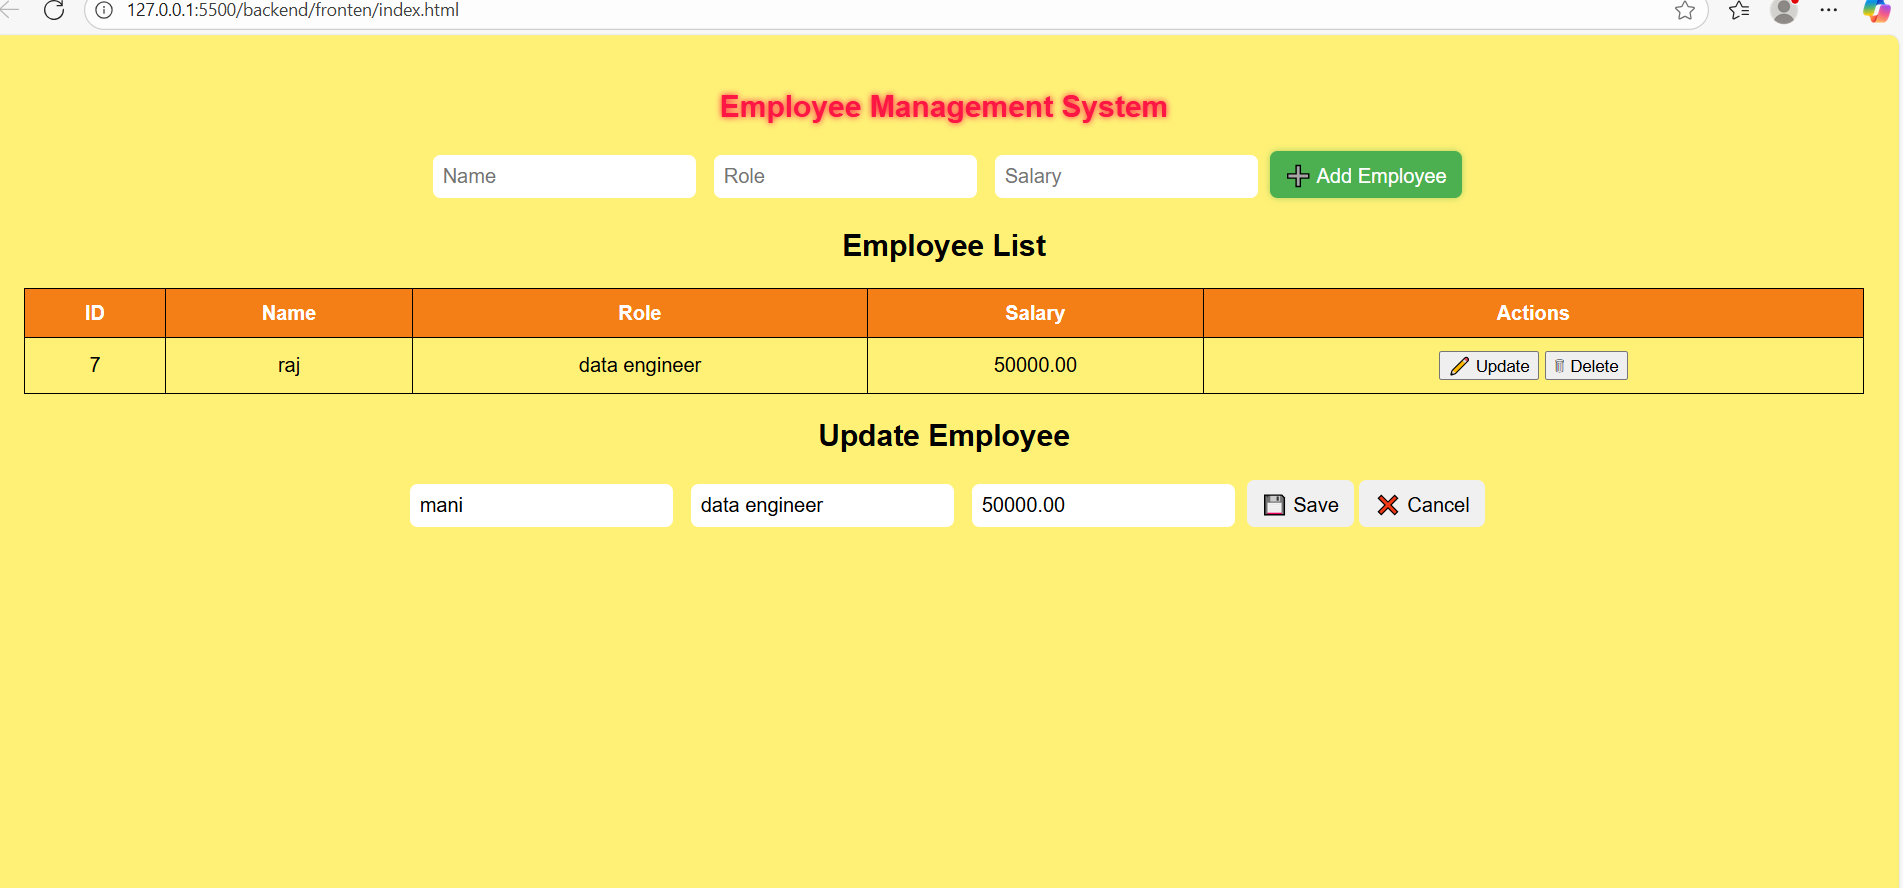 127.0.0.1:5500/backend/fronten/index.html
Employee Management System
Name Role Salary ➕ Add Employee
Employee List
ID Name Role Salary Actions
7 raj data engineer 50000.00 Update Delete
Update Employee
mani data engineer 50000.00 Save Cancel